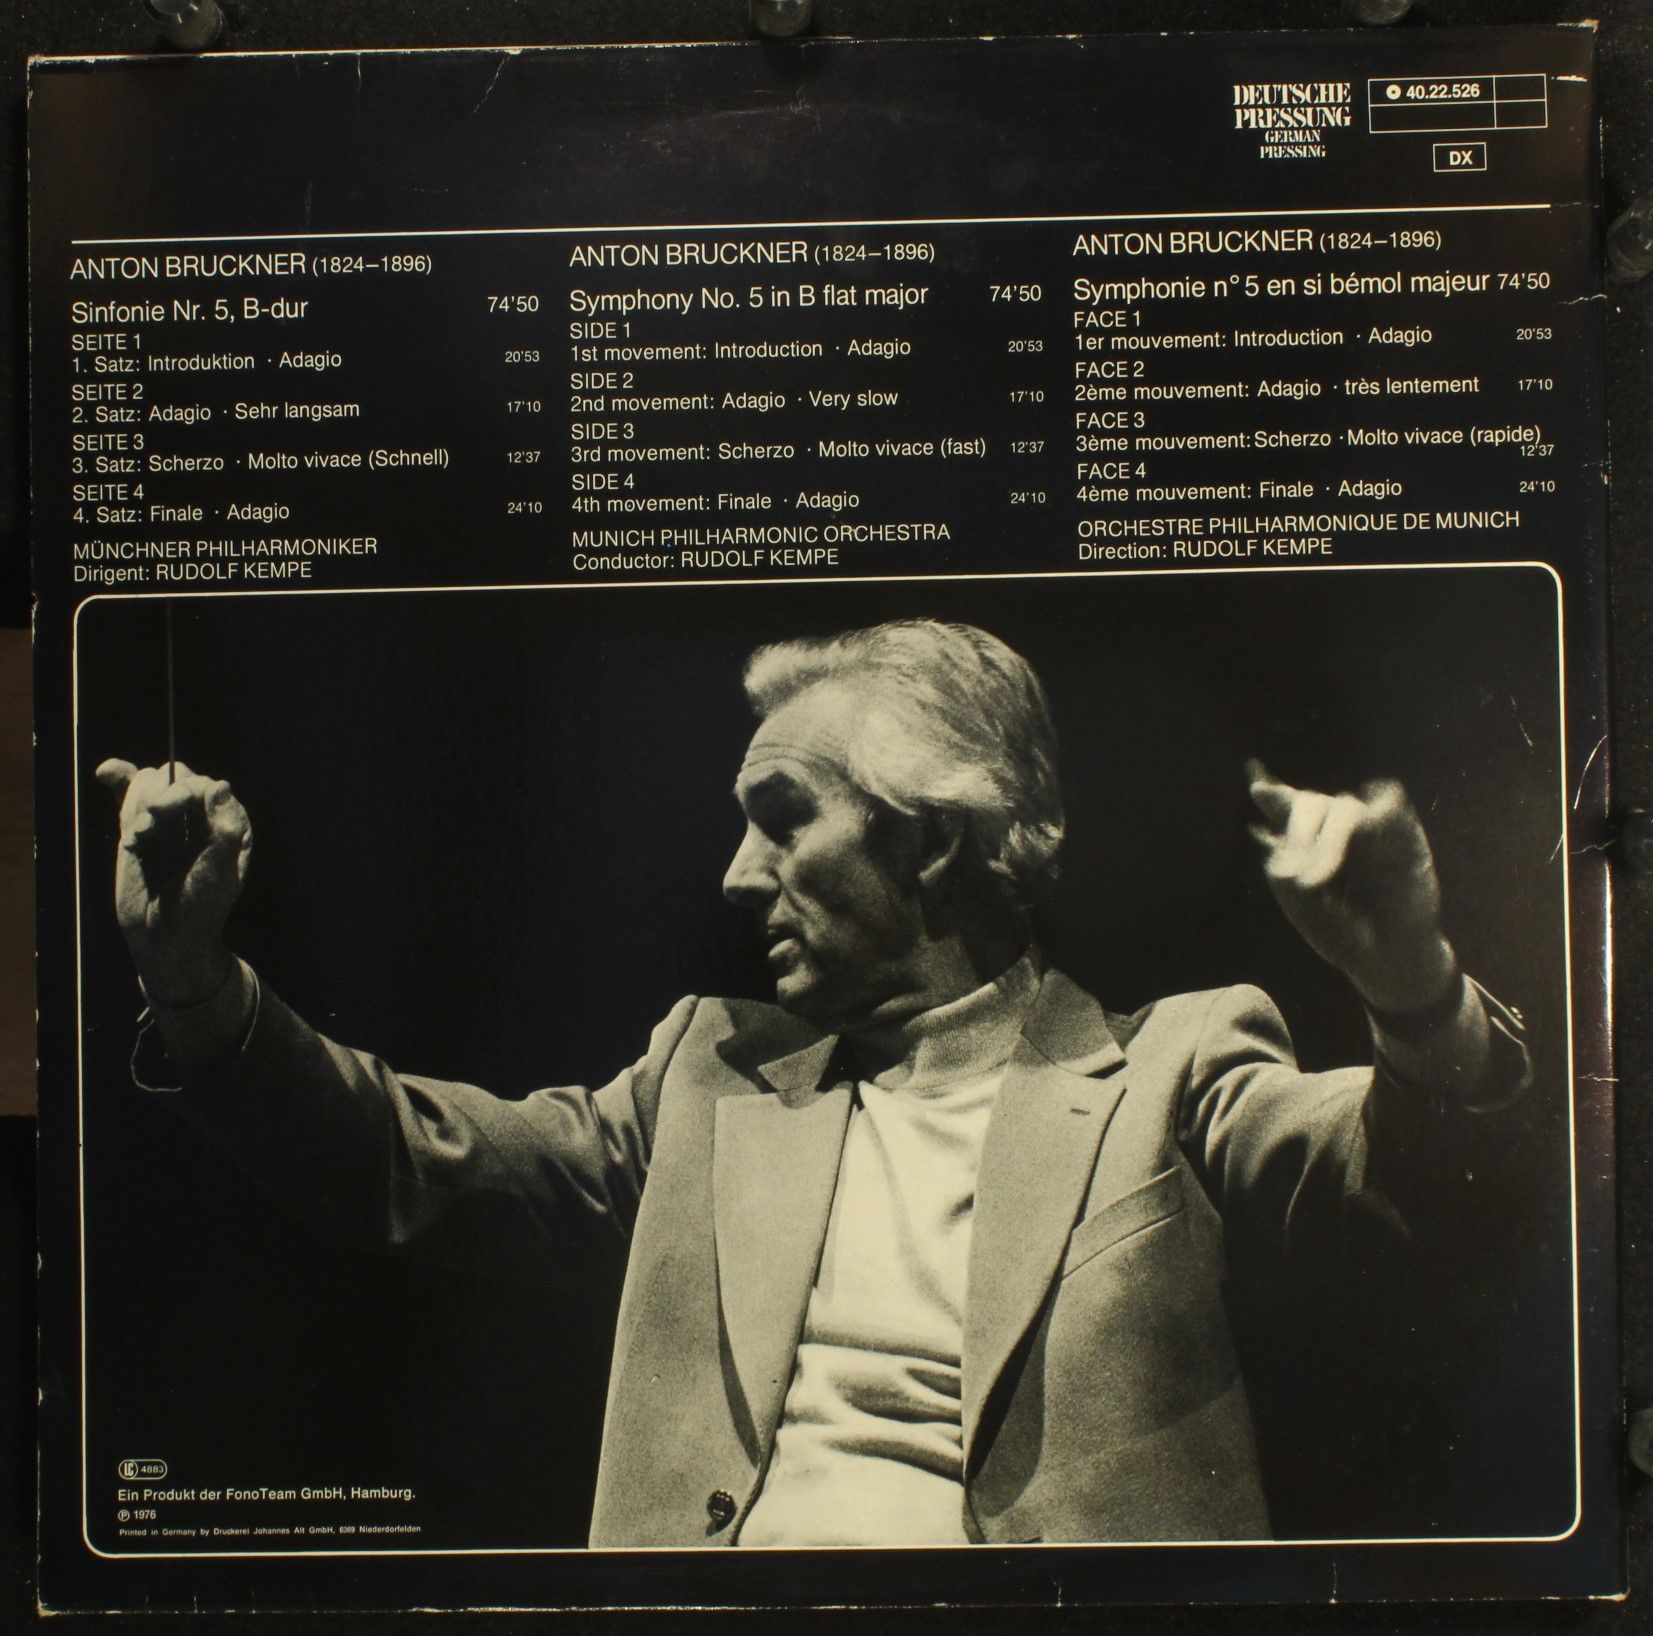 DEUTSCHE
PRESSUNG
GERMAN
PRESSING
40.22.526
DX
ANTON BRUCKNER (1824–1896)
Sinfonie Nr. 5, B-dur 74'50
SEITE 1
1. Satz: Introduktion · Adagio 20'53
SEITE 2
2. Satz: Adagio · Sehr langsam 17'10
SEITE 3
3. Satz: Scherzo · Molto vivace (Schnell) 12'37
SEITE 4
4. Satz: Finale · Adagio 24'10
MÜNCHNER PHILHARMONIKER
Dirigent: RUDOLF KEMPE
ANTON BRUCKNER (1824–1896)
Symphony No. 5 in B flat major 74'50
SIDE 1
1st movement: Introduction · Adagio 20'53
SIDE 2
2nd movement: Adagio · Very slow 17'10
SIDE 3
3rd movement: Scherzo · Molto vivace (fast) 12'37
SIDE 4
4th movement: Finale · Adagio 24'10
MUNICH PHILHARMONIC ORCHESTRA
Conductor: RUDOLF KEMPE
ANTON BRUCKNER (1824–1896)
Symphonie n° 5 en si bémol majeur 74'50
FACE 1
1er mouvement: Introduction · Adagio 20'53
FACE 2
2ème mouvement: Adagio · très lentement 17'10
FACE 3
3ème mouvement: Scherzo · Molto vivace (rapide)
12'37
FACE 4
4ème mouvement: Finale · Adagio 24'10
ORCHESTRE PHILHARMONIQUE DE MUNICH
Direction: RUDOLF KEMPE
LC 4883
Ein Produkt der FonoTeam GmbH, Hamburg.
℗ 1976
Printed in Germany by Druckerei Johannes Alt GmbH, 6369 Niederdorfelden